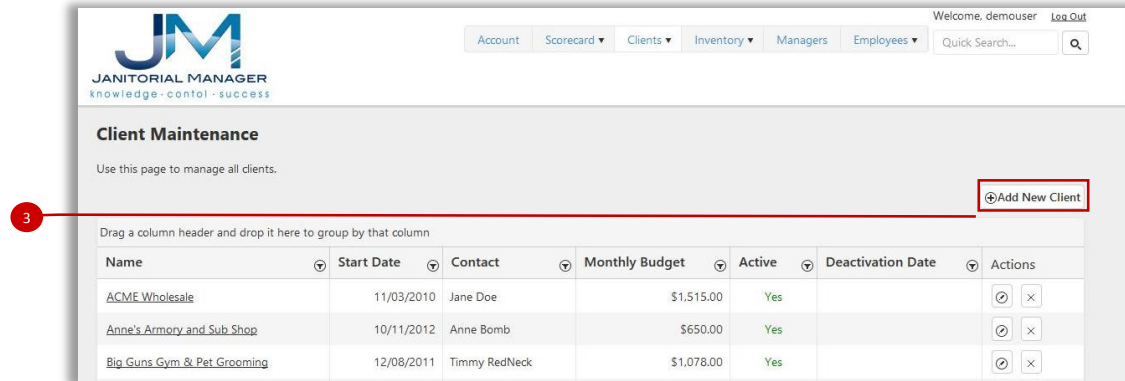 Welcome, demouser Log Out
Account Scorecard Clients Inventory Managers Employees Quick Search...
JM
JANITORIAL MANAGER
knowledge - contol - success
Client Maintenance
Use this page to manage all clients.
Add New Client
3
Drag a column header and drop it here to group by that column
Name Start Date Contact Monthly Budget Active Deactivation Date Actions
ACME Wholesale 11/03/2010 Jane Doe $1,515.00 Yes
Anne's Armory and Sub Shop 10/11/2012 Anne Bomb $650.00 Yes
Big Guns Gym & Pet Grooming 12/08/2011 Timmy RedNeck $1,078.00 Yes